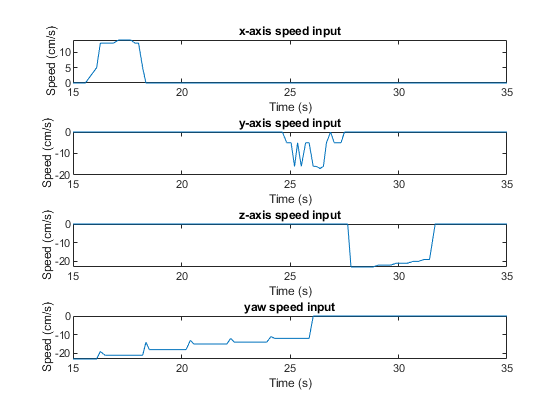 x-axis speed input
Speed (cm/s)
10
5
0
15 20 25 30 35
Time (s)
y-axis speed input
Speed (cm/s)
0
-10
-20
15 20 25 30 35
Time (s)
z-axis speed input
Speed (cm/s)
0
-10
-20
15 20 25 30 35
Time (s)
yaw speed input
Speed (cm/s)
0
-10
-20
15 20 25 30 35
Time (s)